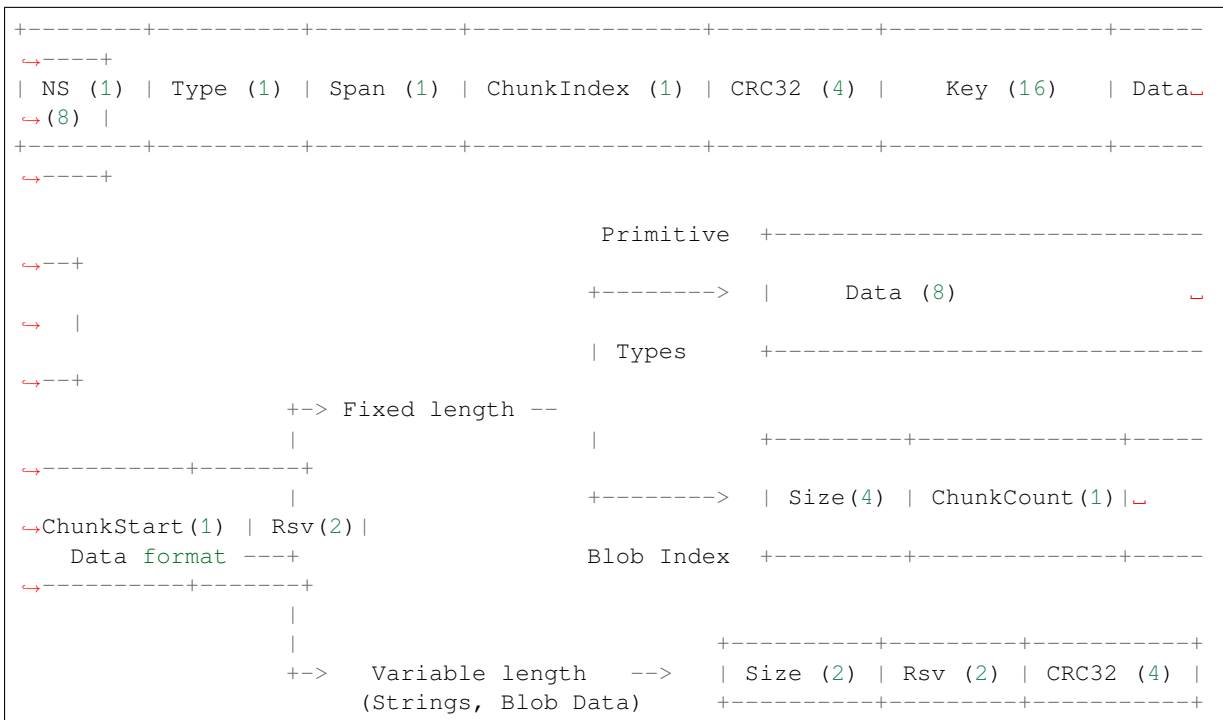 +--------+----------+----------+----------------+-----------+---------------+------
↪----+
| NS (1) | Type (1) | Span (1) | ChunkIndex (1) | CRC32 (4) |    Key (16)   | Data␣
↪(8) |
+--------+----------+----------+----------------+-----------+---------------+------
↪----+
                                         Primitive  +------------------------------
↪--+
                                        +-------->  |     Data (8)                 ␣
↪  |
                                        | Types     +------------------------------
↪--+
                   +-> Fixed length --
                   |                    |           +---------+--------------+-----
↪----------+-------+
                   |                    +-------->  | Size(4) | ChunkCount(1)|␣
↪ChunkStart(1) | Rsv(2)|
    Data format ---+                    Blob Index  +---------+--------------+-----
↪----------+-------+
                   |
                   |                             +----------+---------+-----------+
                   +->   Variable length   -->   | Size (2) | Rsv (2) | CRC32 (4) |
                        (Strings, Blob Data)     +----------+---------+-----------+